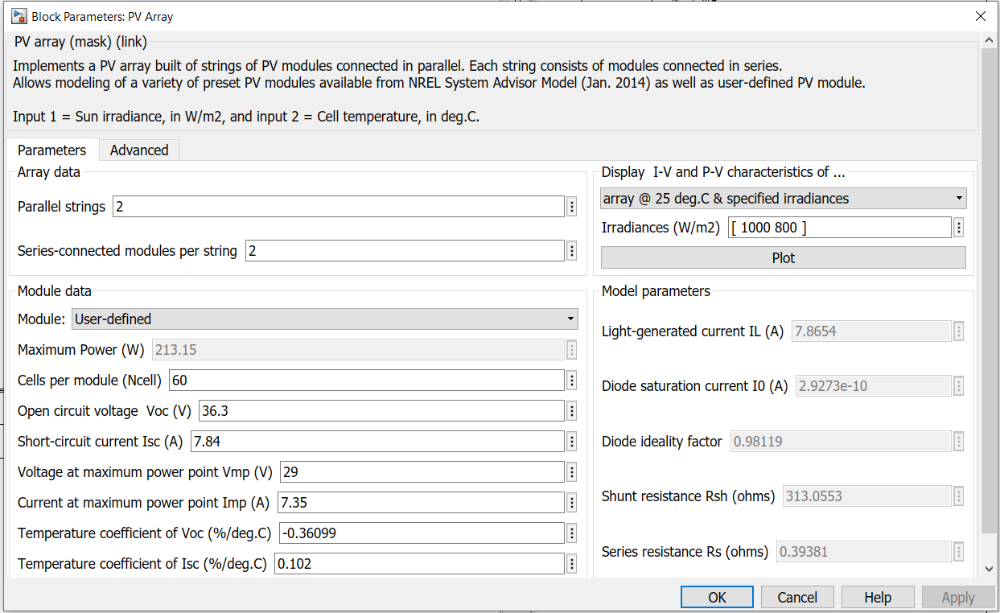 Block Parameters: PV Array
PV array (mask) (link)
Implements a PV array built of strings of PV modules connected in parallel. Each string consists of modules connected in series.
Allows modeling of a variety of preset PV modules available from NREL System Advisor Model (Jan. 2014) as well as user-defined PV module.
Input 1 = Sun irradiance, in W/m2, and input 2 = Cell temperature, in deg.C.
Parameters Advanced
Array data
Parallel strings 2
Series-connected modules per string 2
Display I-V and P-V characteristics of ...
array @ 25 deg.C & specified irradiances
Irradiances (W/m2) [ 1000 800 ]
Plot
Module data
Module: User-defined
Maximum Power (W) 213.15
Cells per module (Ncell) 60
Open circuit voltage Voc (V) 36.3
Short-circuit current Isc (A) 7.84
Voltage at maximum power point Vmp (V) 29
Current at maximum power point Imp (A) 7.35
Temperature coefficient of Voc (%/deg.C) -0.36099
Temperature coefficient of Isc (%/deg.C) 0.102
Model parameters
Light-generated current IL (A) 7.8654
Diode saturation current I0 (A) 2.9273e-10
Diode ideality factor 0.98119
Shunt resistance Rsh (ohms) 313.0553
Series resistance Rs (ohms) 0.39381
OK Cancel Help Apply